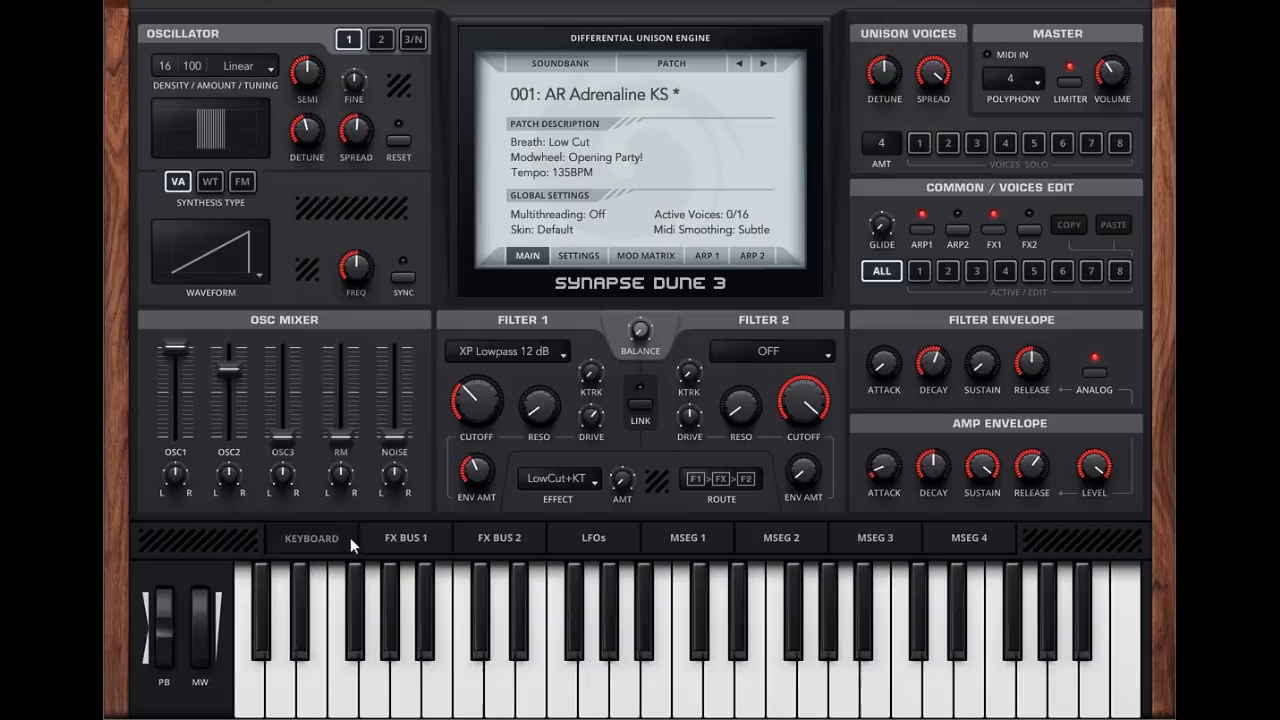 OSCILLATOR
1 2 3/N
16 100 Linear
DENSITY / AMOUNT / TUNING
SEMI FINE
DETUNE SPREAD RESET
VA WT FM
SYNTHESIS TYPE
WAVEFORM
FREQ SYNC
DIFFERENTIAL UNISON ENGINE
SOUNDBANK PATCH
001: AR Adrenaline KS *
PATCH DESCRIPTION
Breath: Low Cut
Modwheel: Opening Party!
Tempo: 135BPM
GLOBAL SETTINGS
Multithreading: Off Active Voices: 0/16
Skin: Default Midi Smoothing: Subtle
MAIN SETTINGS MOD MATRIX ARP 1 ARP 2
SYNAPSE DUNE 3
UNISON VOICES
DETUNE SPREAD
MASTER
MIDI IN
4
POLYPHONY LIMITER VOLUME
4 1 2 3 4 5 6 7 8
AMT VOICES SOLO
COMMON / VOICES EDIT
COPY PASTE
GLIDE ARP1 ARP2 FX1 FX2
ALL 1 2 3 4 5 6 7 8
ACTIVE / EDIT
OSC MIXER
OSC1 OSC2 OSC3 RM NOISE
L R L R L R L R L R
FILTER 1 FILTER 2
BALANCE
XP Lowpass 12 dB OFF
KTRK KTRK
LINK
CUTOFF RESO DRIVE DRIVE RESO CUTOFF
LowCut+KT F1>FX>F2
ENV AMT EFFECT AMT ROUTE ENV AMT
FILTER ENVELOPE
ATTACK DECAY SUSTAIN RELEASE ANALOG
AMP ENVELOPE
ATTACK DECAY SUSTAIN RELEASE LEVEL
KEYBOARD FX BUS 1 FX BUS 2 LFOs MSEG 1 MSEG 2 MSEG 3 MSEG 4
PB MW